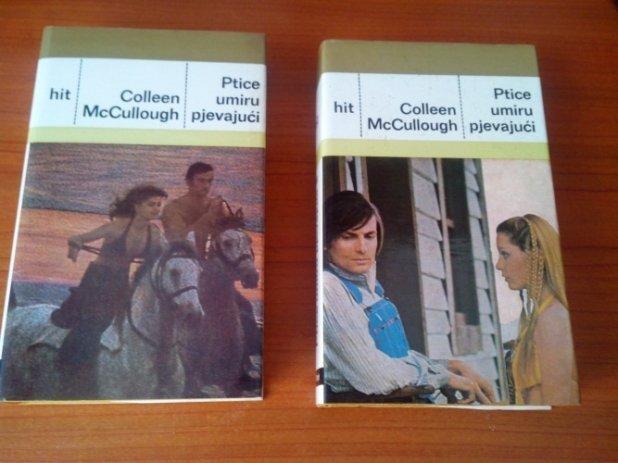 hit
Colleen
McCullough
Ptice
umiru
pjevajući
hit
Colleen
McCullough
Ptice
umiru
pjevajući